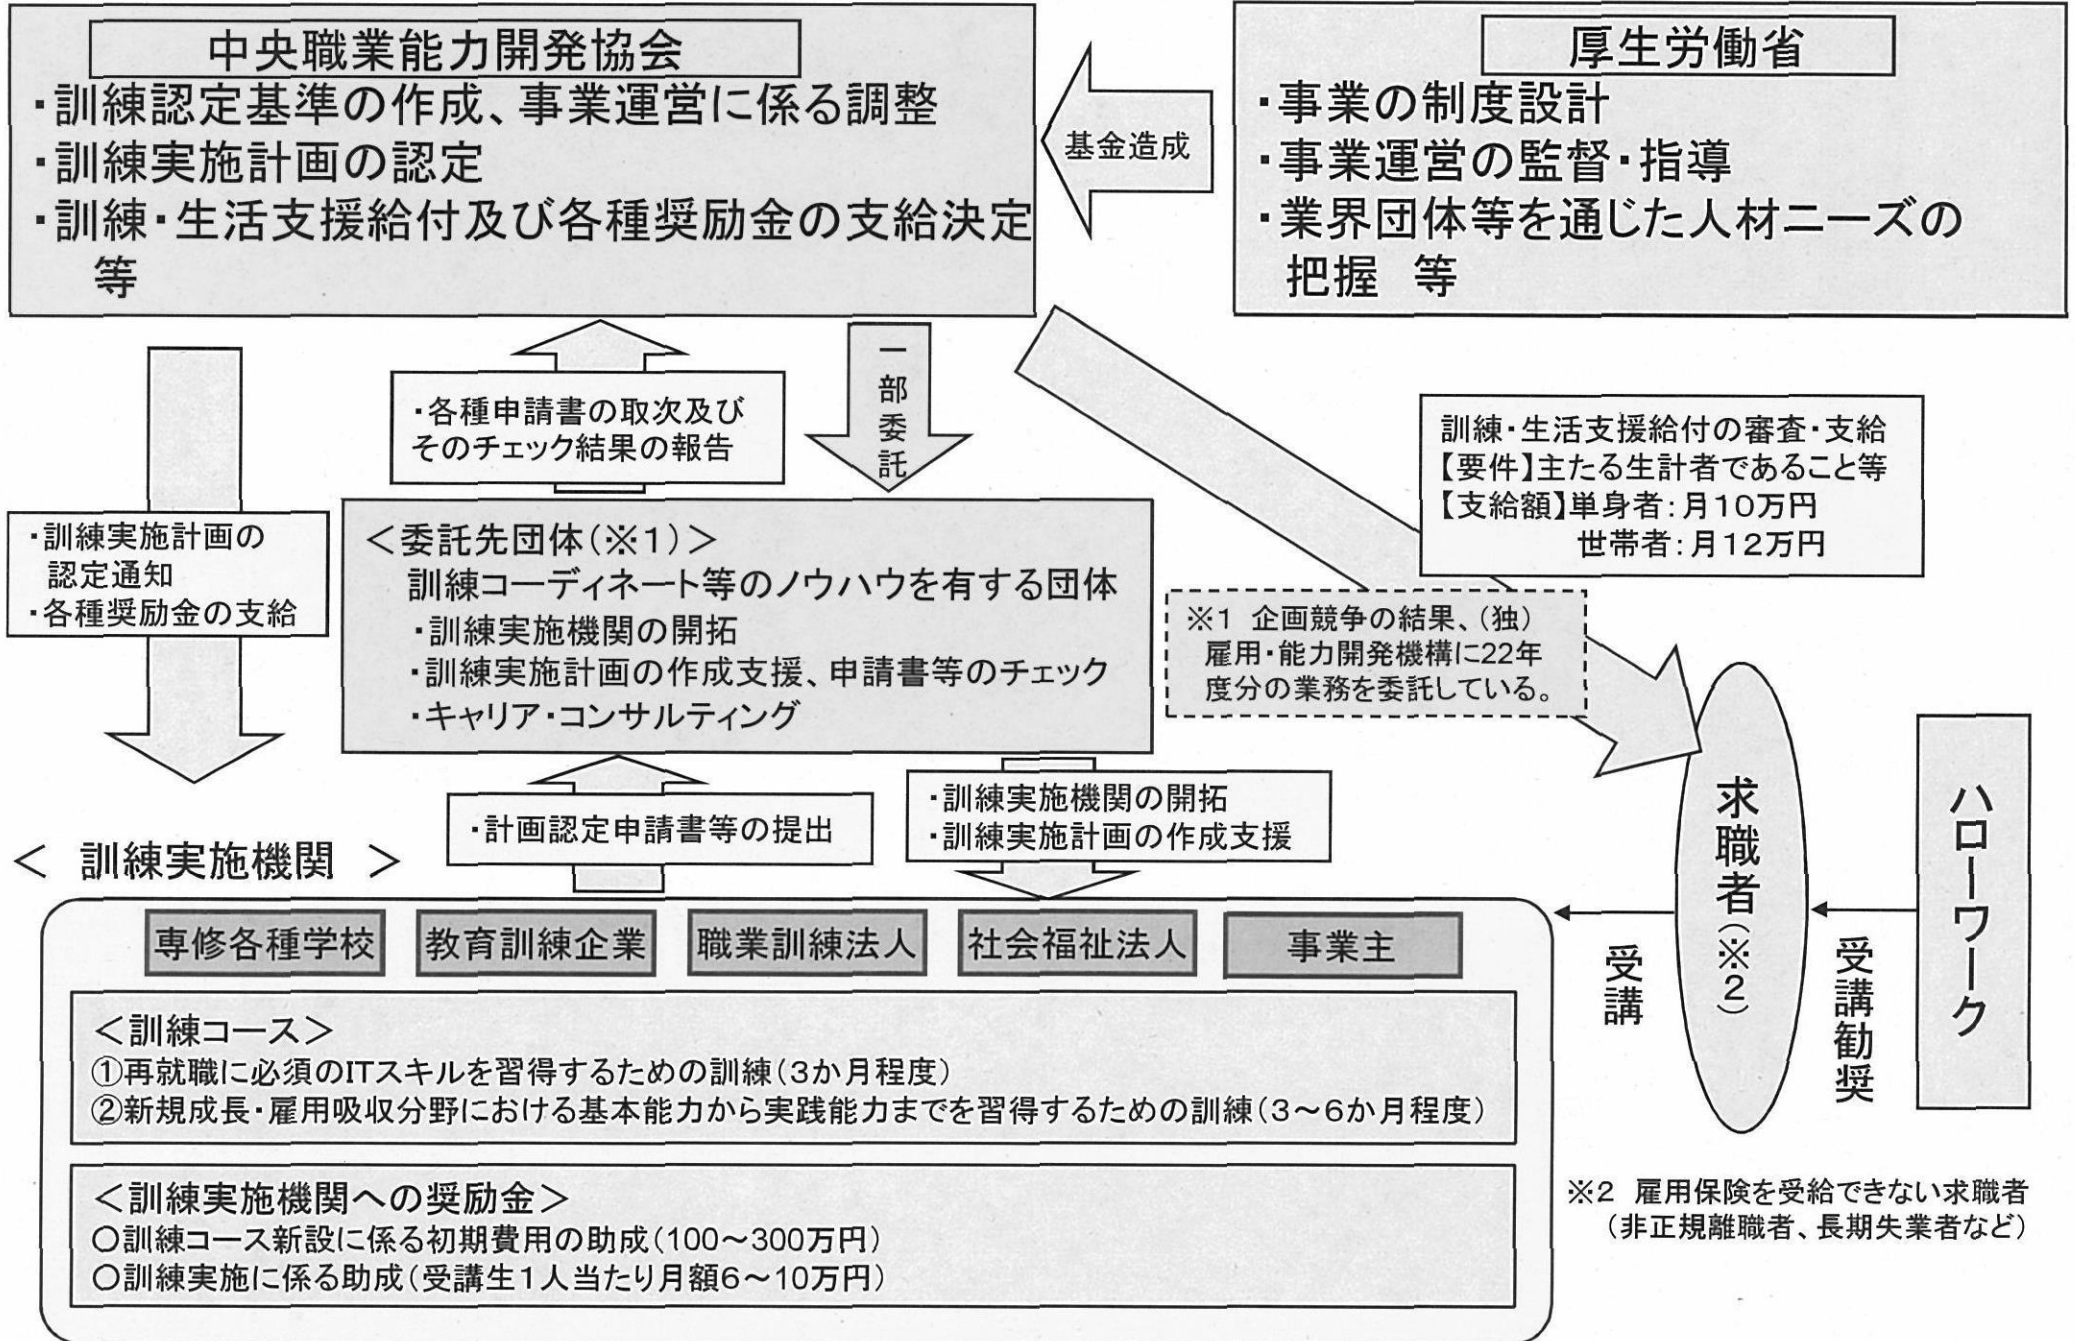 中央職業能力開発協会
・訓練認定基準の作成、事業運営に係る調整
・訓練実施計画の認定
・訓練・生活支援給付及び各種奨励金の支給決定
等
基金造成
厚生労働省
・事業の制度設計
・事業運営の監督・指導
・業界団体等を通じた人材ニーズの
把握 等
・各種申請書の取次及び
そのチェック結果の報告
一部委託
訓練・生活支援給付の審査・支給
【要件】主たる生計者であること等
【支給額】単身者:月10万円
世帯者:月12万円
・訓練実施計画の
認定通知
・各種奨励金の支給
<委託先団体(※1)>
訓練コーディネート等のノウハウを有する団体
・訓練実施機関の開拓
・訓練実施計画の作成支援、申請書等のチェック
・キャリア・コンサルティング
※1 企画競争の結果、(独)
雇用・能力開発機構に22年
度分の業務を委託している。
・計画認定申請書等の提出
・訓練実施機関の開拓
・訓練実施計画の作成支援
求職者(※2)
ハローワーク
受講
受講勧奨
< 訓練実施機関 >
専修各種学校
教育訓練企業
職業訓練法人
社会福祉法人
事業主
<訓練コース>
①再就職に必須のITスキルを習得するための訓練(3か月程度)
②新規成長・雇用吸収分野における基本能力から実践能力までを習得するための訓練(3~6か月程度)
<訓練実施機関への奨励金>
○訓練コース新設に係る初期費用の助成(100~300万円)
○訓練実施に係る助成(受講生1人当たり月額6~10万円)
※2 雇用保険を受給できない求職者
(非正規離職者、長期失業者など)